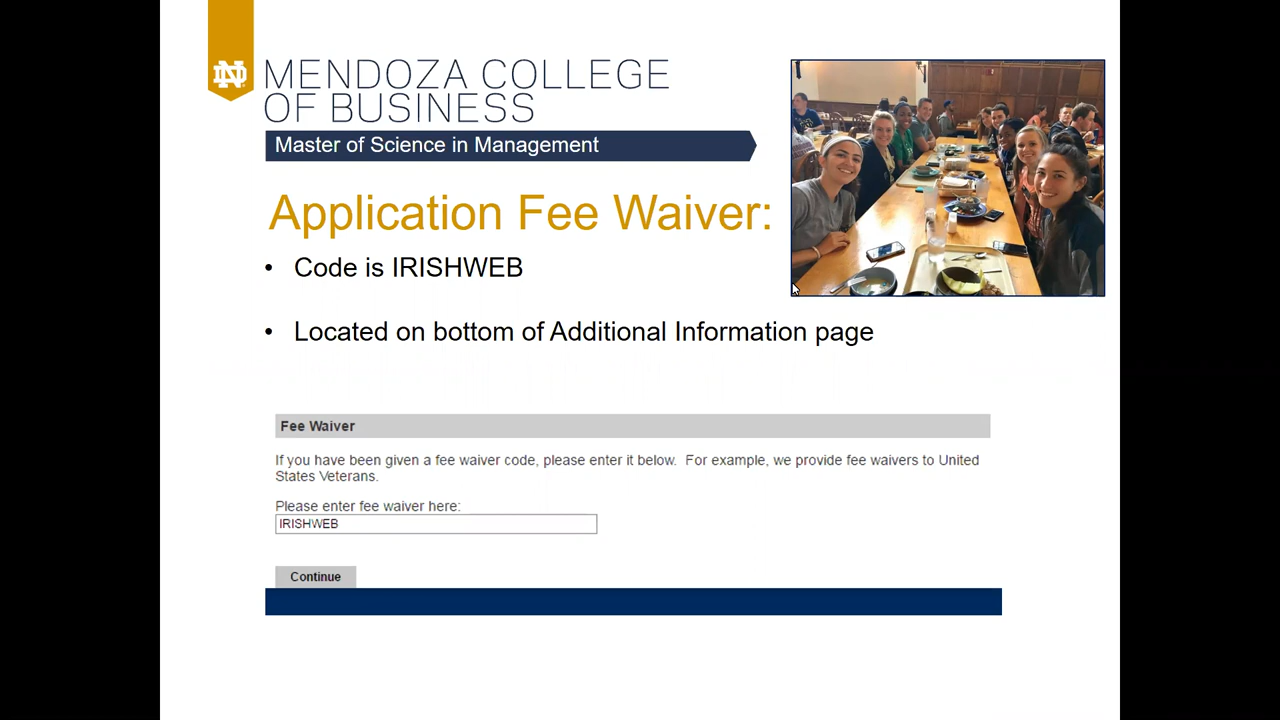 ND
MENDOZA COLLEGE
OF BUSINESS
Master of Science in Management
Application Fee Waiver:
• Code is IRISHWEB
• Located on bottom of Additional Information page
Fee Waiver
If you have been given a fee waiver code, please enter it below.  For example, we provide fee waivers to United
States Veterans.
Please enter fee waiver here:
IRISHWEB
Continue